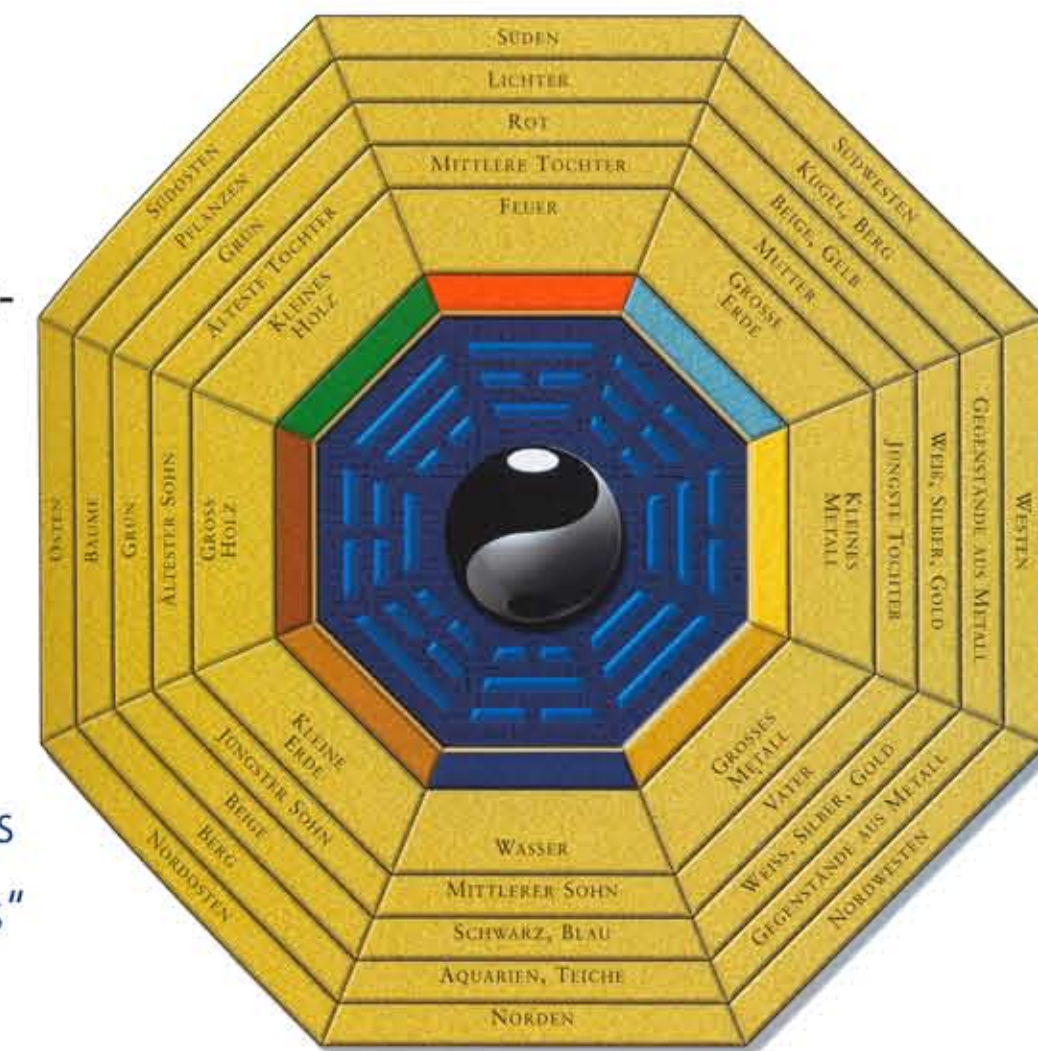 SÜDEN
LICHTER
ROT
MITTLERE TOCHTER
FEUER
SÜDWESTEN
KUGEL, BERG
BEIGE, GELB
MUTTER
GROSSE
ERDE
WESTEN
GEGENSTÄNDE AUS METALL
WEIß, SILBER, GOLD
JÜNGSTE TOCHTER
KLEINES
METALL
GROSSES
METALL
VATER
WEISS, SILBER, GOLD
GEGENSTÄNDE AUS METALL
NORDWESTEN
WASSER
MITTLERER SOHN
SCHWARZ, BLAU
AQUARIEN, TEICHE
NORDEN
KLEINE
ERDE
JÜNGSTER SOHN
BEIGE
BERG
NORDOSTEN
OSTEN
BÄUME
GRÜN
ÄLTESTER SOHN
GROSS
HOLZ
SÜDOSTEN
PFLANZEN
GRÜN
ÄLTESTE TOCHTER
KLEINES
HOLZ